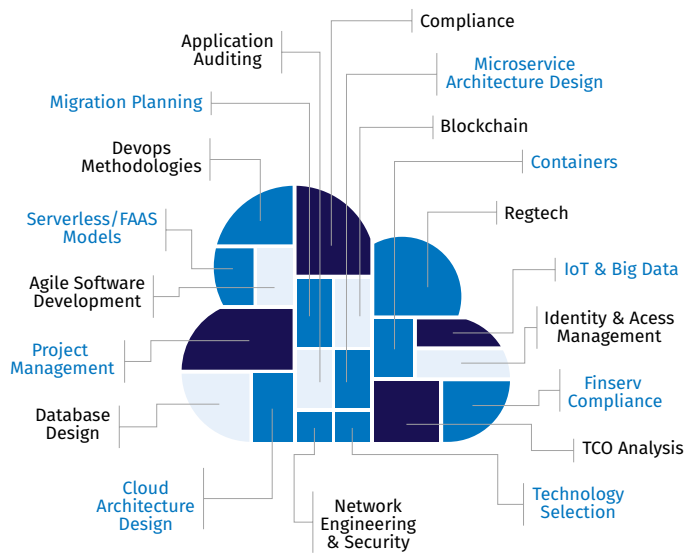 Compliance
Application
Auditing
Microservice
Architecture Design
Migration Planning
Blockchain
Devops
Methodologies
Containers
Serverless/FAAS
Models
Regtech
Agile Software
Development
IoT & Big Data
Identity & Acess
Management
Project
Management
Finserv
Compliance
Database
Design
TCO Analysis
Cloud
Architecture
Design
Network
Engineering
& Security
Technology
Selection